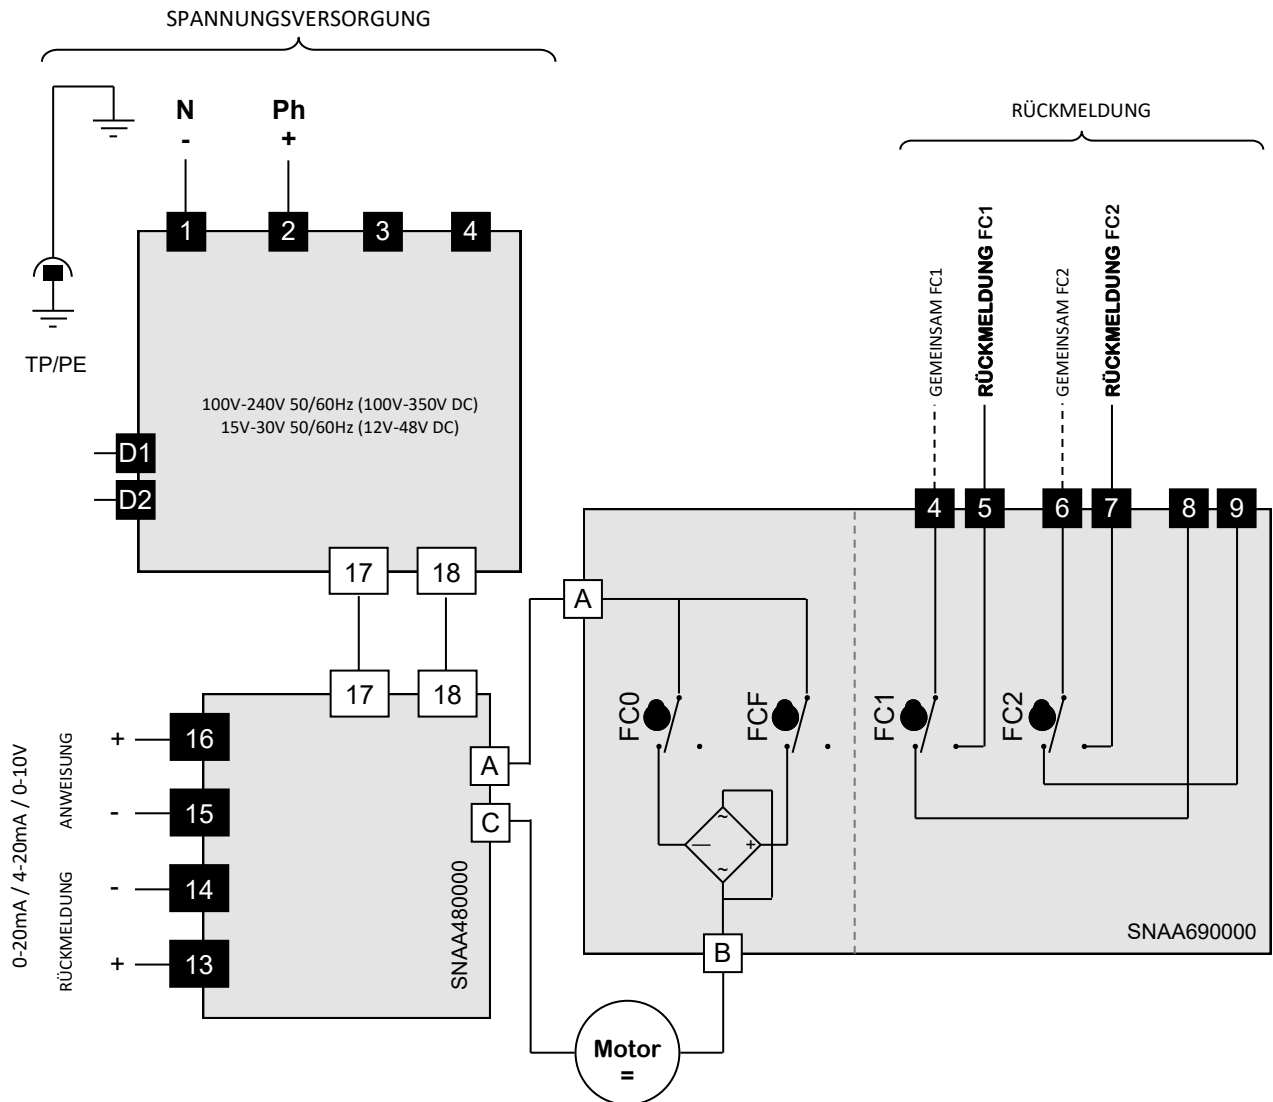 SPANNUNGSVERSORGUNG
N
-
Ph
+
1
2
3
4
TP/PE
100V-240V 50/60Hz (100V-350V DC)
15V-30V 50/60Hz (12V-48V DC)
D1
D2
17
18
17
18
0-20mA / 4-20mA / 0-10V
ANWEISUNG
RÜCKMELDUNG
+
16
-
15
-
14
+
13
A
C
SNAA480000
RÜCKMELDUNG
GEMEINSAM FC1
RÜCKMELDUNG FC1
GEMEINSAM FC2
RÜCKMELDUNG FC2
4
5
6
7
8
9
A
FC0
FCF
FC1
FC2
~
—
+
~
SNAA690000
B
Motor
=